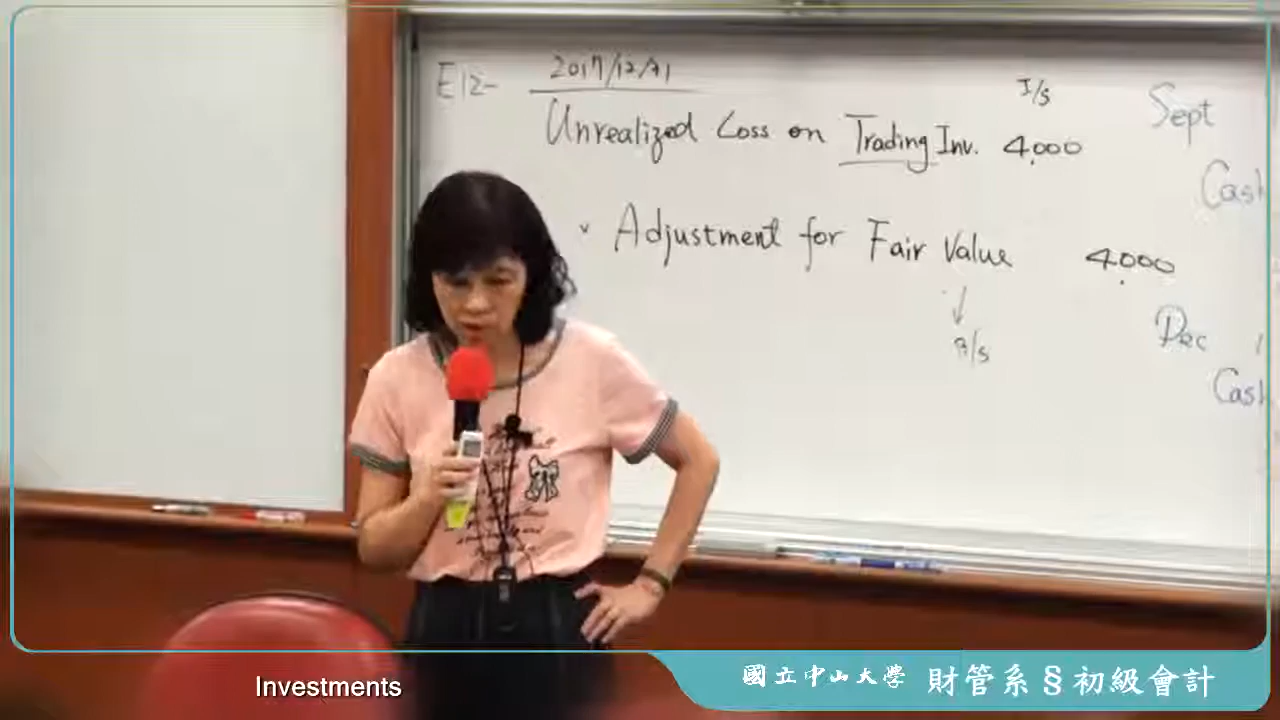 E12-
2017/12/31
I/S
Unrealized Loss on Trading Inv. 4,000
Adjustment for Fair Value 4,000
B/S
Sept
Cash
Dec
Cash
Investments
國立中山大學 財管系§初級會計